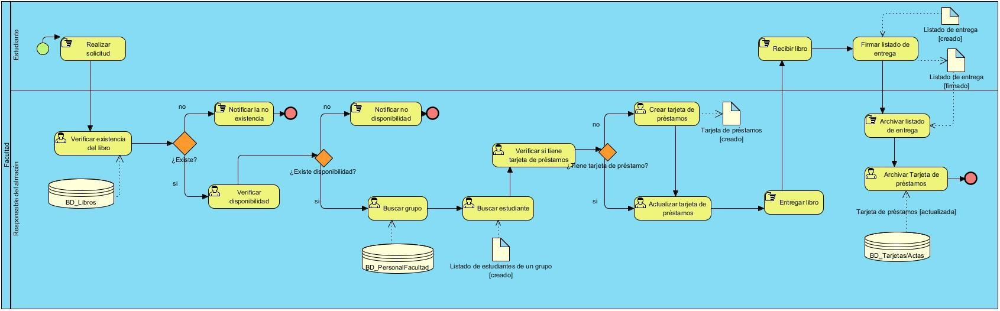 Facultad
Estudiante
Realizar
solicitud
Recibir libro
Firmar listado de
entrega
Listado de entrega
[creado]
Listado de entrega
[firmado]
Responsable del almacén
Verificar existencia
del libro
BD_Libros
¿Existe?
no
Notificar la no
existencia
si
Verificar
disponibilidad
¿Existe disponibilidad?
no
Notificar no
disponibilidad
si
Buscar grupo
BD_PersonalFacultad
Buscar estudiante
Listado de estudiantes de un grupo
[creado]
Verificar si tiene
tarjeta de préstamos
¿Tiene tarjeta de préstamo?
no
Crear tarjeta de
préstamos
Tarjeta de préstamos
[creado]
si
Actualizar tarjeta de
préstamos
Entregar libro
Archivar listado
de entrega
Archivar Tarjeta de
préstamos
Tarjeta de préstamos [actualizada]
BD_Tarjetas/Actas